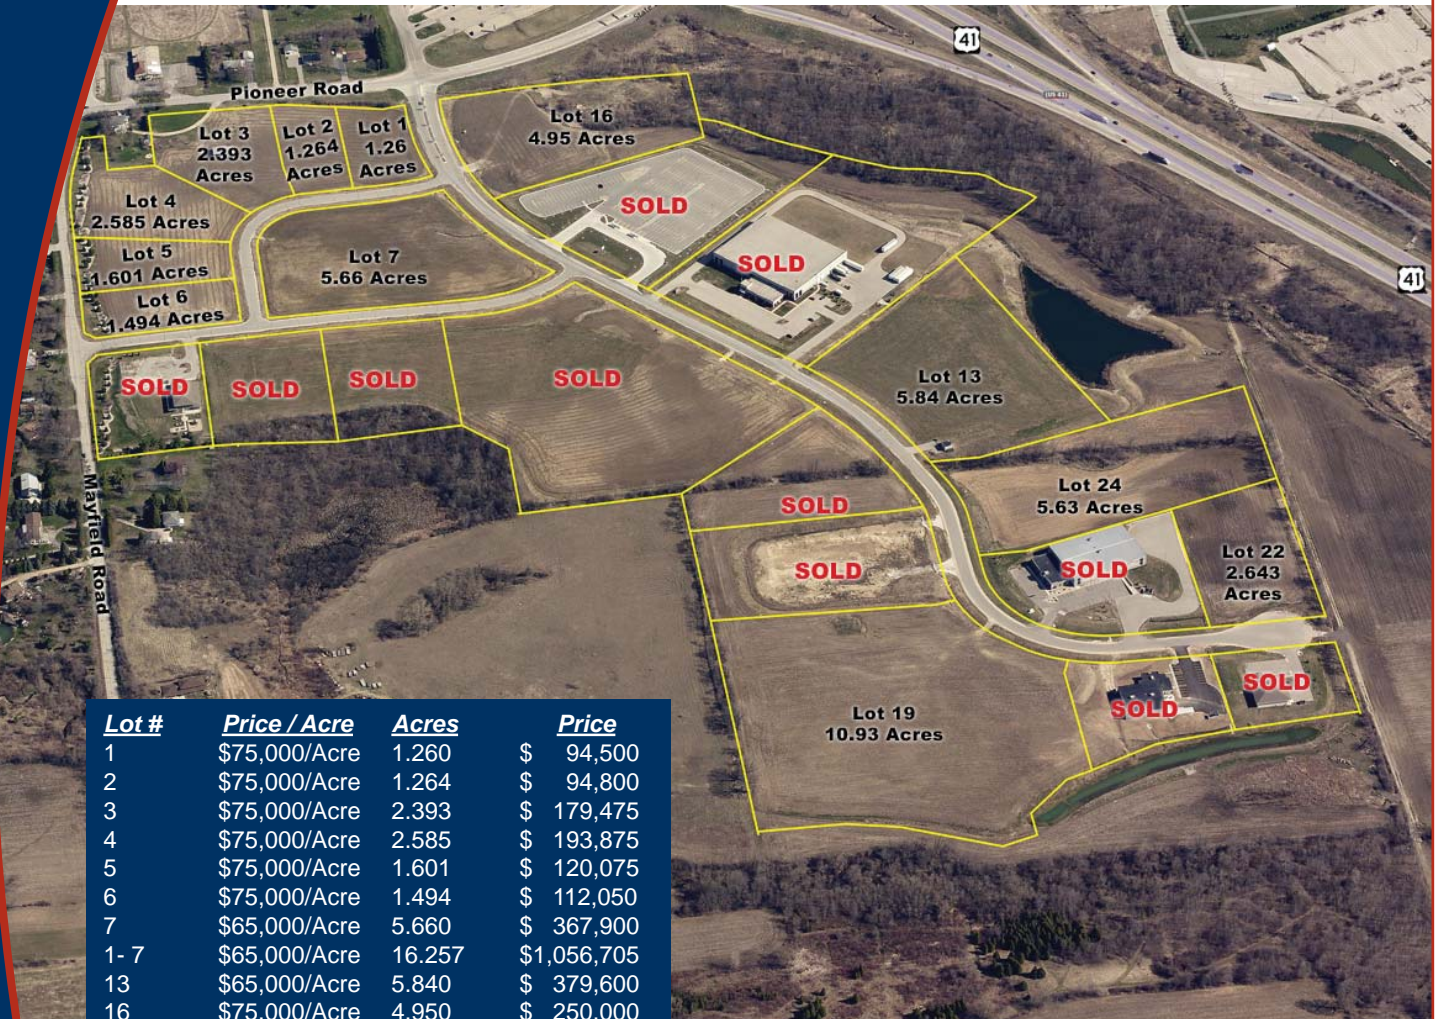 41
Pioneer Road
Lot 3
2.393
Acres
Lot 2
1.264
Acres
Lot 1
1.26
Acres
Lot 16
4.95 Acres
Lot 4
2.585 Acres
SOLD
Lot 5
1.601 Acres
Lot 7
5.66 Acres
SOLD
41
Lot 6
1.494 Acres
SOLD
SOLD
SOLD
SOLD
Lot 13
5.84 Acres
Mayfield Road
SOLD
Lot 24
5.63 Acres
SOLD
SOLD
Lot 22
2.643
Acres
Lot 19
10.93 Acres
SOLD
SOLD
Lot # Price / Acre Acres Price
1 $75,000/Acre 1.260 $ 94,500
2 $75,000/Acre 1.264 $ 94,800
3 $75,000/Acre 2.393 $ 179,475
4 $75,000/Acre 2.585 $ 193,875
5 $75,000/Acre 1.601 $ 120,075
6 $75,000/Acre 1.494 $ 112,050
7 $65,000/Acre 5.660 $ 367,900
1- 7 $65,000/Acre 16.257 $1,056,705
13 $65,000/Acre 5.840 $ 379,600
16 $75,000/Acre 4.950 $ 250,000